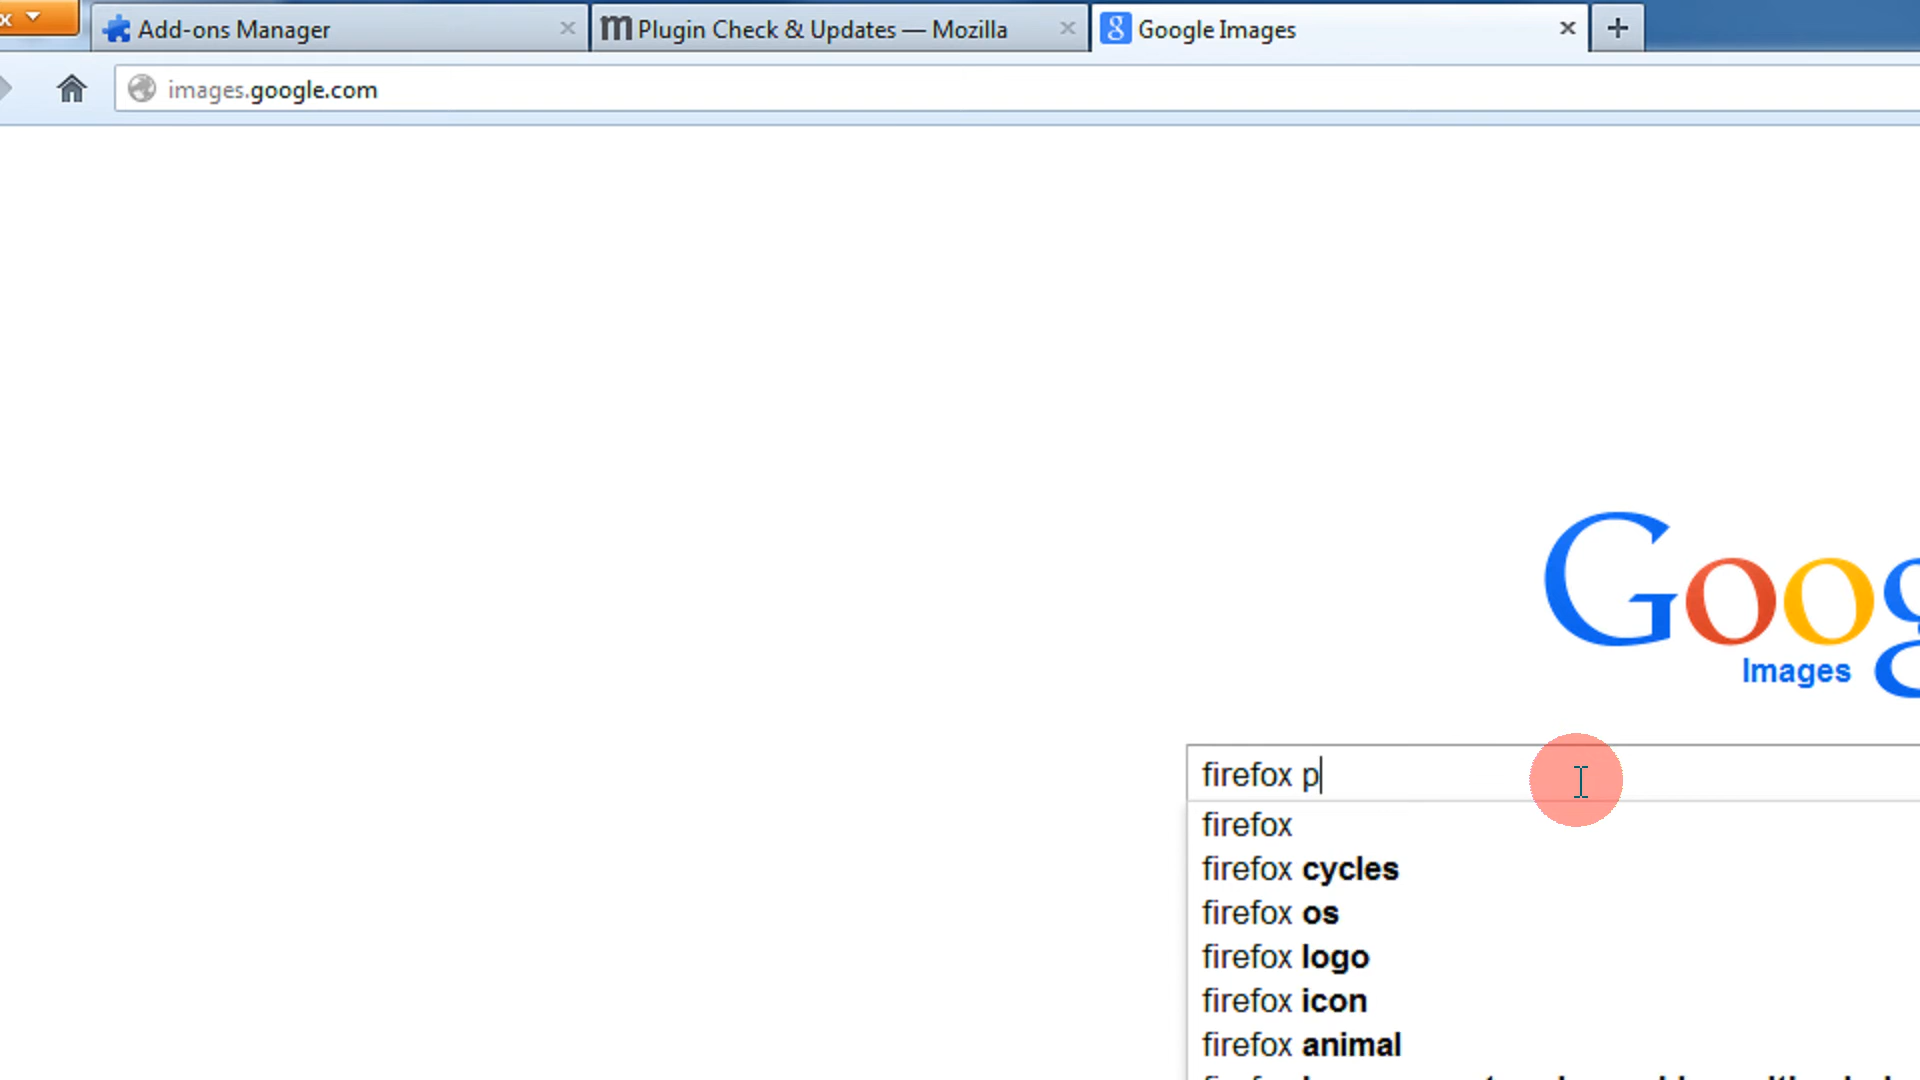 x
Add-ons Manager
Plugin Check & Updates — Mozilla
Google Images
images.google.com
Goog
Images
firefox p
firefox
firefox cycles
firefox os
firefox logo
firefox icon
firefox animal